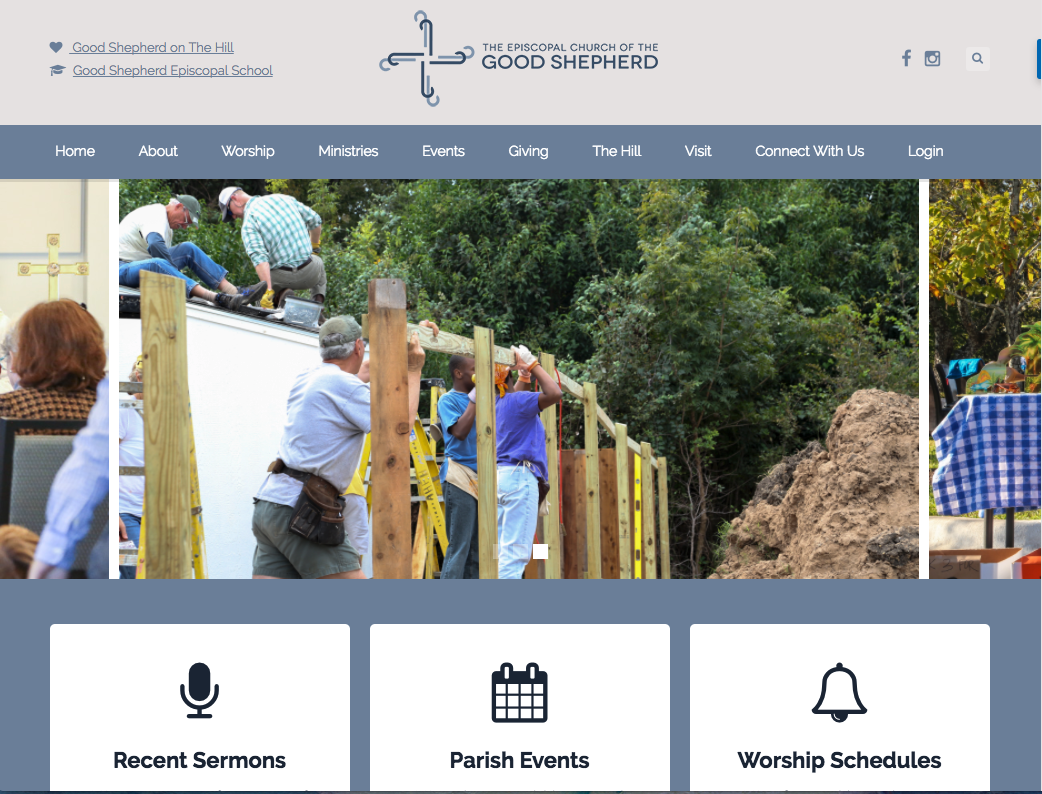 Good Shepherd on The Hill
Good Shepherd Episcopal School
THE EPISCOPAL CHURCH OF THE
GOOD SHEPHERD
Home About Worship Ministries Events Giving The Hill Visit Connect With Us Login
Recent Sermons Parish Events Worship Schedules